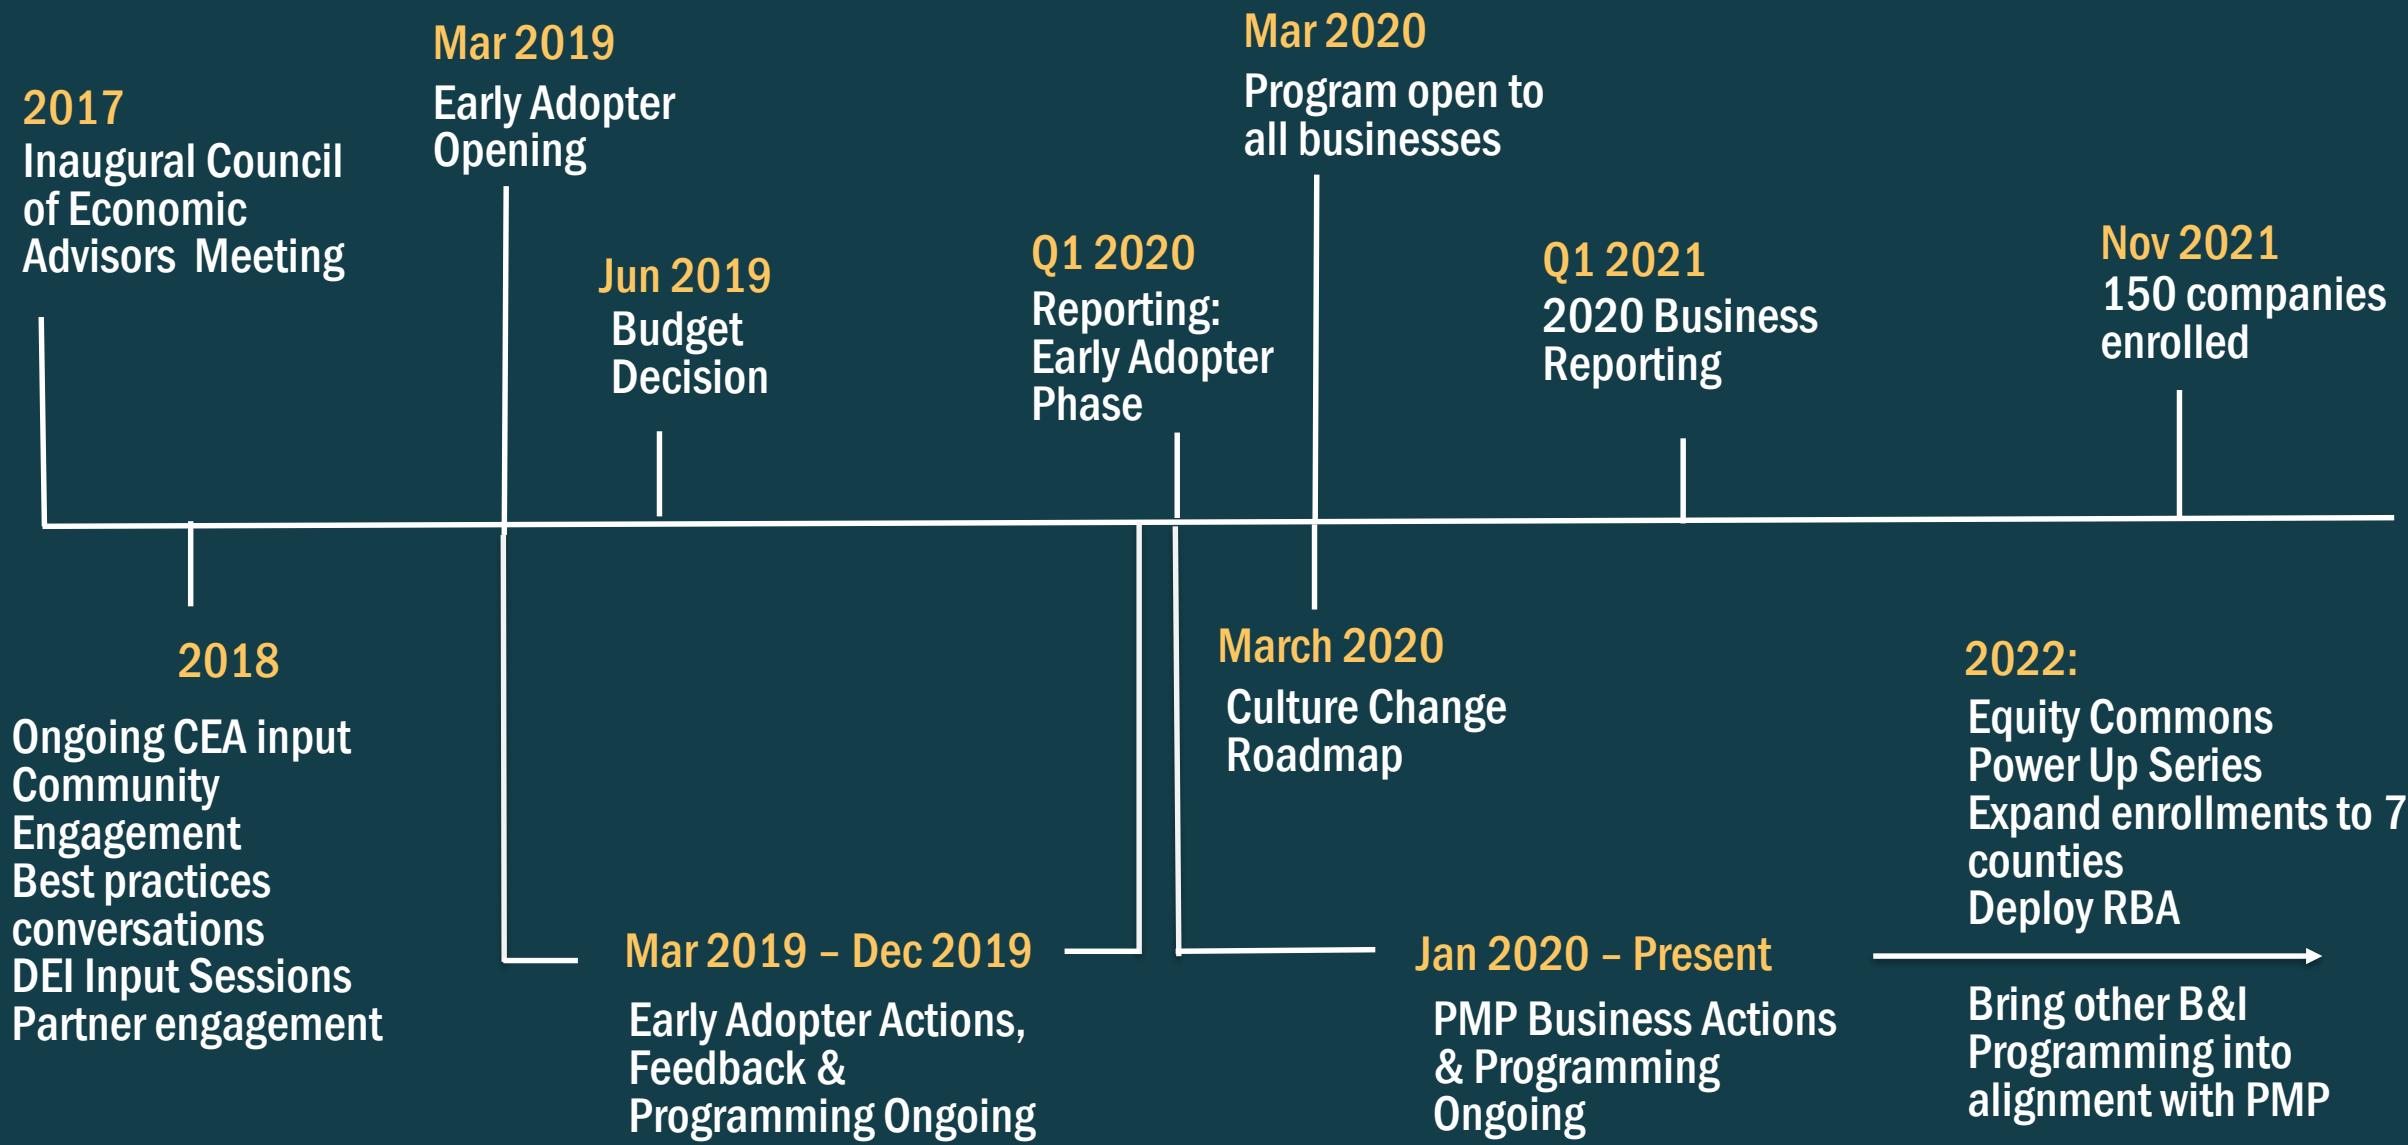 2017
Inaugural Council
of Economic
Advisors  Meeting
Mar 2019
Early Adopter
Opening
Jun 2019
Budget
Decision
Q1 2020
Reporting:
Early Adopter
Phase
Mar 2020
Program open to
all businesses
Q1 2021
2020 Business
Reporting
Nov 2021
150 companies
enrolled
2018
Ongoing CEA input
Community
Engagement
Best practices
conversations
DEI Input Sessions
Partner engagement
Mar 2019 – Dec 2019
Early Adopter Actions,
Feedback &
Programming Ongoing
March 2020
Culture Change
Roadmap
Jan 2020 – Present
PMP Business Actions
& Programming
Ongoing
2022:
Equity Commons
Power Up Series
Expand enrollments to 7
counties
Deploy RBA
Bring other B&I
Programming into
alignment with PMP